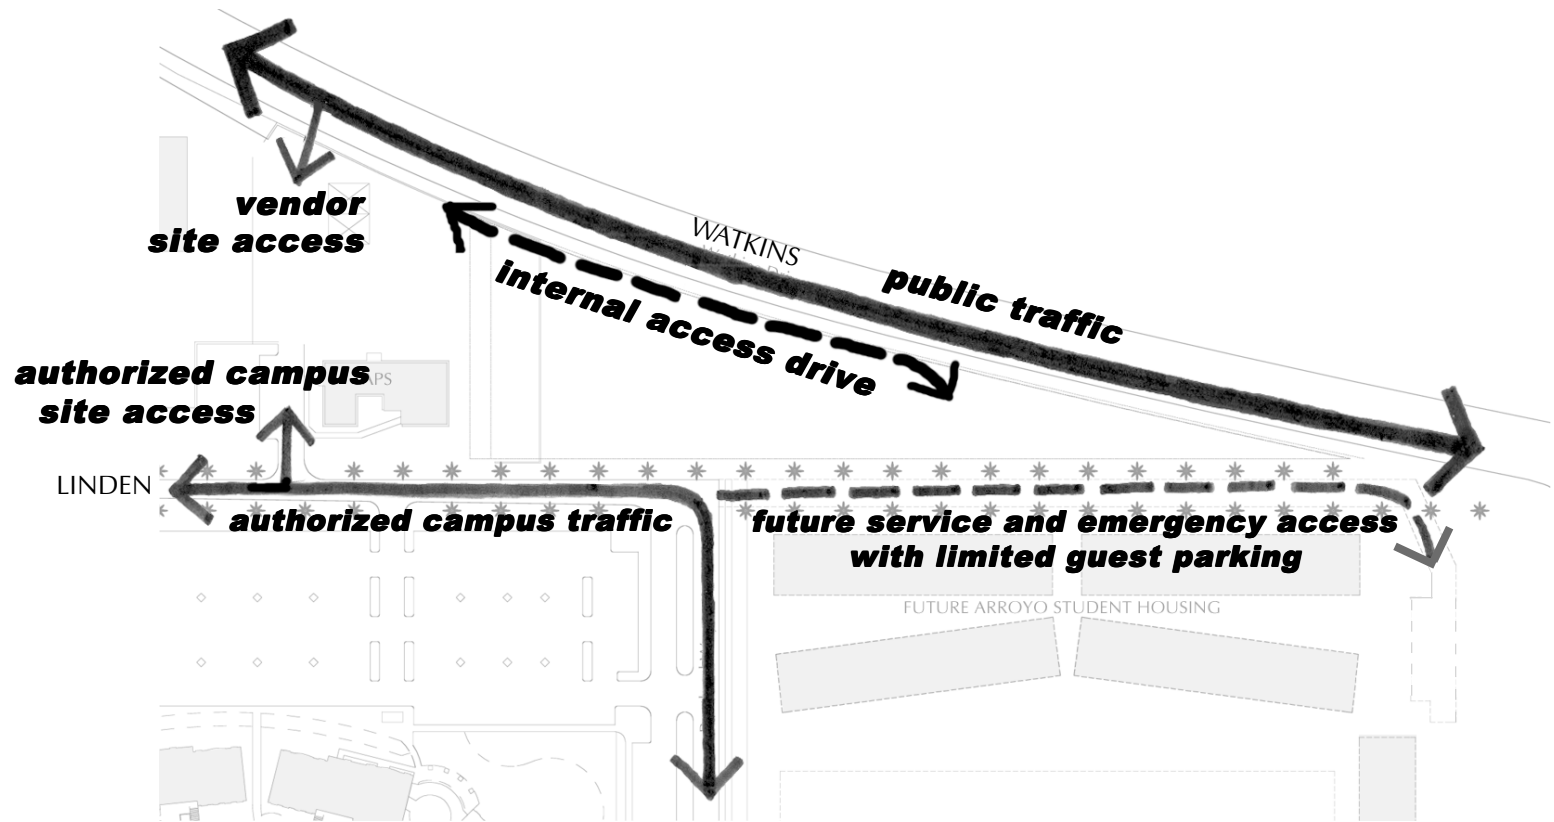 WATKINS
vendor
site access
public traffic
internal access drive
authorized campus
site access
LINDEN
authorized campus traffic
future service and emergency access
with limited guest parking
FUTURE ARROYO STUDENT HOUSING